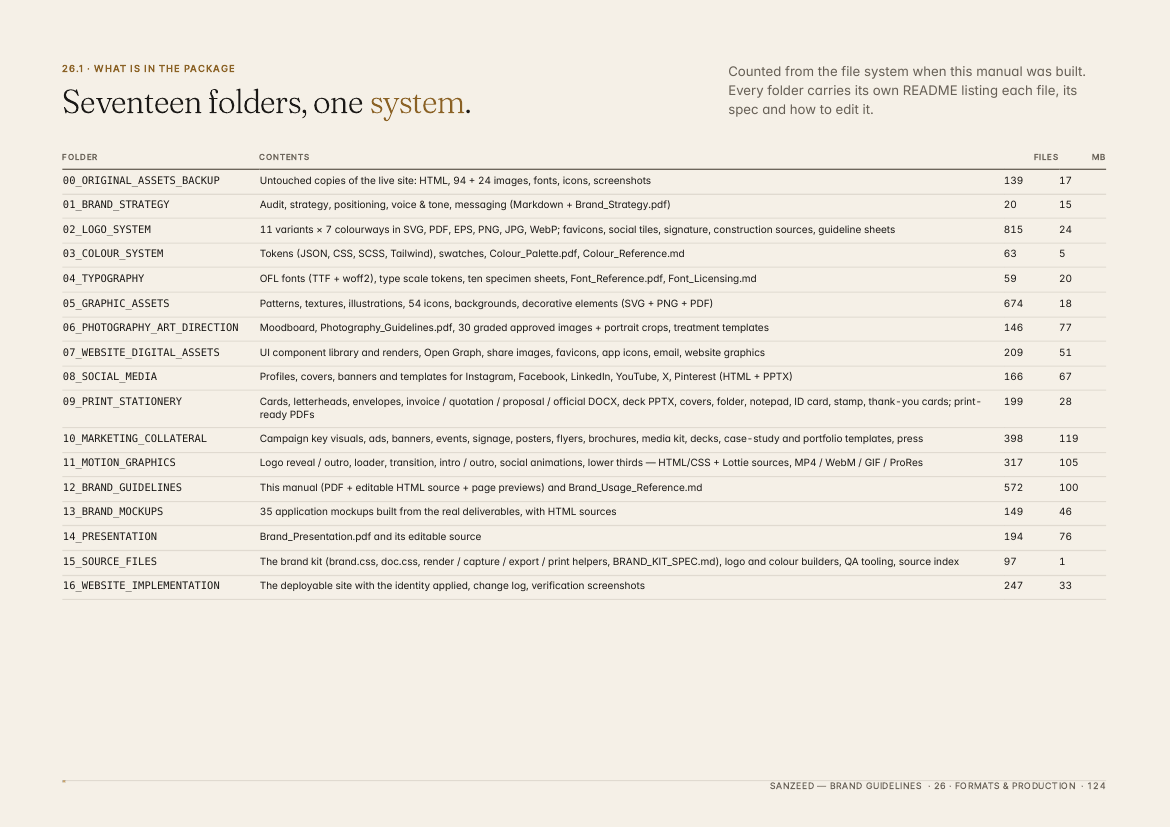 26.1 · WHAT IS IN THE PACKAGE
Seventeen folders, one system.
Counted from the file system when this manual was built.
Every folder carries its own README listing each file, its
spec and how to edit it.
FOLDER CONTENTS FILES MB
00_ORIGINAL_ASSETS_BACKUP Untouched copies of the live site: HTML, 94 + 24 images, fonts, icons, screenshots 139 17
01_BRAND_STRATEGY Audit, strategy, positioning, voice & tone, messaging (Markdown + Brand_Strategy.pdf) 20 15
02_LOGO_SYSTEM 11 variants × 7 colourways in SVG, PDF, EPS, PNG, JPG, WebP; favicons, social tiles, signature, construction sources, guideline sheets 815 24
03_COLOUR_SYSTEM Tokens (JSON, CSS, SCSS, Tailwind), swatches, Colour_Palette.pdf, Colour_Reference.md 63 5
04_TYPOGRAPHY OFL fonts (TTF + woff2), type scale tokens, ten specimen sheets, Font_Reference.pdf, Font_Licensing.md 59 20
05_GRAPHIC_ASSETS Patterns, textures, illustrations, 54 icons, backgrounds, decorative elements (SVG + PNG + PDF) 674 18
06_PHOTOGRAPHY_ART_DIRECTION Moodboard, Photography_Guidelines.pdf, 30 graded approved images + portrait crops, treatment templates 146 77
07_WEBSITE_DIGITAL_ASSETS UI component library and renders, Open Graph, share images, favicons, app icons, email, website graphics 209 51
08_SOCIAL_MEDIA Profiles, covers, banners and templates for Instagram, Facebook, LinkedIn, YouTube, X, Pinterest (HTML + PPTX) 166 67
09_PRINT_STATIONERY Cards, letterheads, envelopes, invoice / quotation / proposal / official DOCX, deck PPTX, covers, folder, notepad, ID card, stamp, thank-you cards; print- 199 28
ready PDFs
10_MARKETING_COLLATERAL Campaign key visuals, ads, banners, events, signage, posters, flyers, brochures, media kit, decks, case-study and portfolio templates, press 398 119
11_MOTION_GRAPHICS Logo reveal / outro, loader, transition, intro / outro, social animations, lower thirds — HTML/CSS + Lottie sources, MP4 / WebM / GIF / ProRes 317 105
12_BRAND_GUIDELINES This manual (PDF + editable HTML source + page previews) and Brand_Usage_Reference.md 572 100
13_BRAND_MOCKUPS 35 application mockups built from the real deliverables, with HTML sources 149 46
14_PRESENTATION Brand_Presentation.pdf and its editable source 194 76
15_SOURCE_FILES The brand kit (brand.css, doc.css, render / capture / export / print helpers, BRAND_KIT_SPEC.md), logo and colour builders, QA tooling, source index 97 1
16_WEBSITE_IMPLEMENTATION The deployable site with the identity applied, change log, verification screenshots 247 33
SANZEED — BRAND GUIDELINES · 26 · FORMATS & PRODUCTION · 124